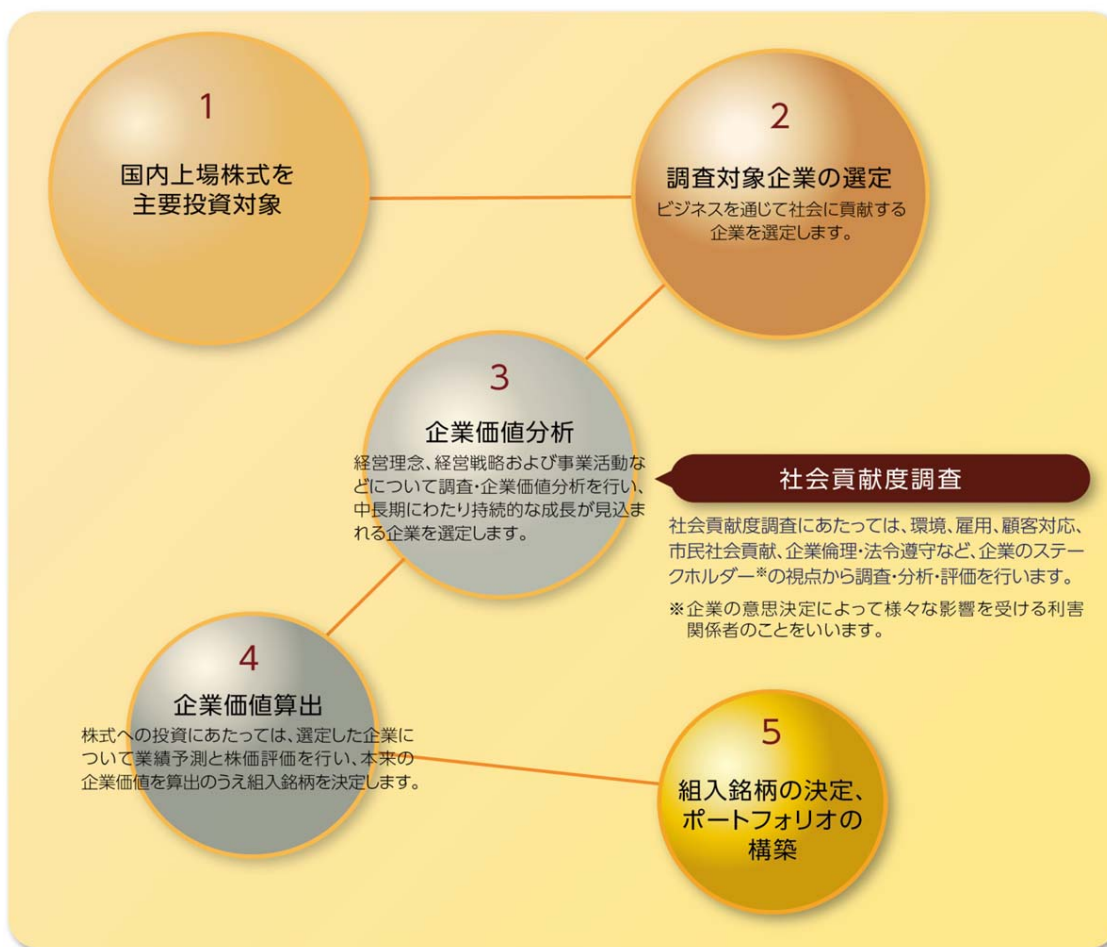 1
国内上場株式を
主要投資対象
2
調査対象企業の選定
ビジネスを通じて社会に貢献する
企業を選定します。
3
企業価値分析
経営理念、経営戦略および事業活動な
どについて調査・企業価値分析を行い、
中長期にわたり持続的な成長が見込ま
れる企業を選定します。
社会貢献度調査
社会貢献度調査にあたっては、環境、雇用、顧客対応、
市民社会貢献、企業倫理・法令遵守など、企業のステー
クホルダー※の視点から調査・分析・評価を行います。
※企業の意思決定によって様々な影響を受ける利害
関係者のことをいいます。
4
企業価値算出
株式への投資にあたっては、選定した企業に
ついて業績予測と株価評価を行い、本来の
企業価値を算出のうえ組入銘柄を決定します。
5
組入銘柄の決定、
ポートフォリオの
構築